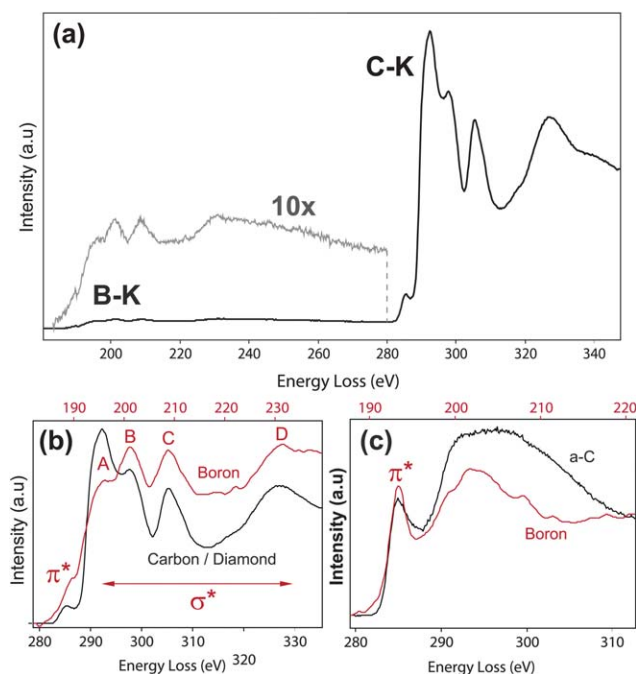 (a)
C-K
10x
B-K
Intensity (a.u)
200 220 240 260 280 300 320 340
Energy Loss (eV)
190 200 210 220 230
(b)
A B C D
Boron
π*
Carbon / Diamond
σ*
Intensity (a.u)
280 290 300 310 320 330
Energy Loss (eV)
190 200 210 220
(c)
a-C
π*
Boron
Intensity (a.u)
280 290 300 310
Energy Loss (eV)